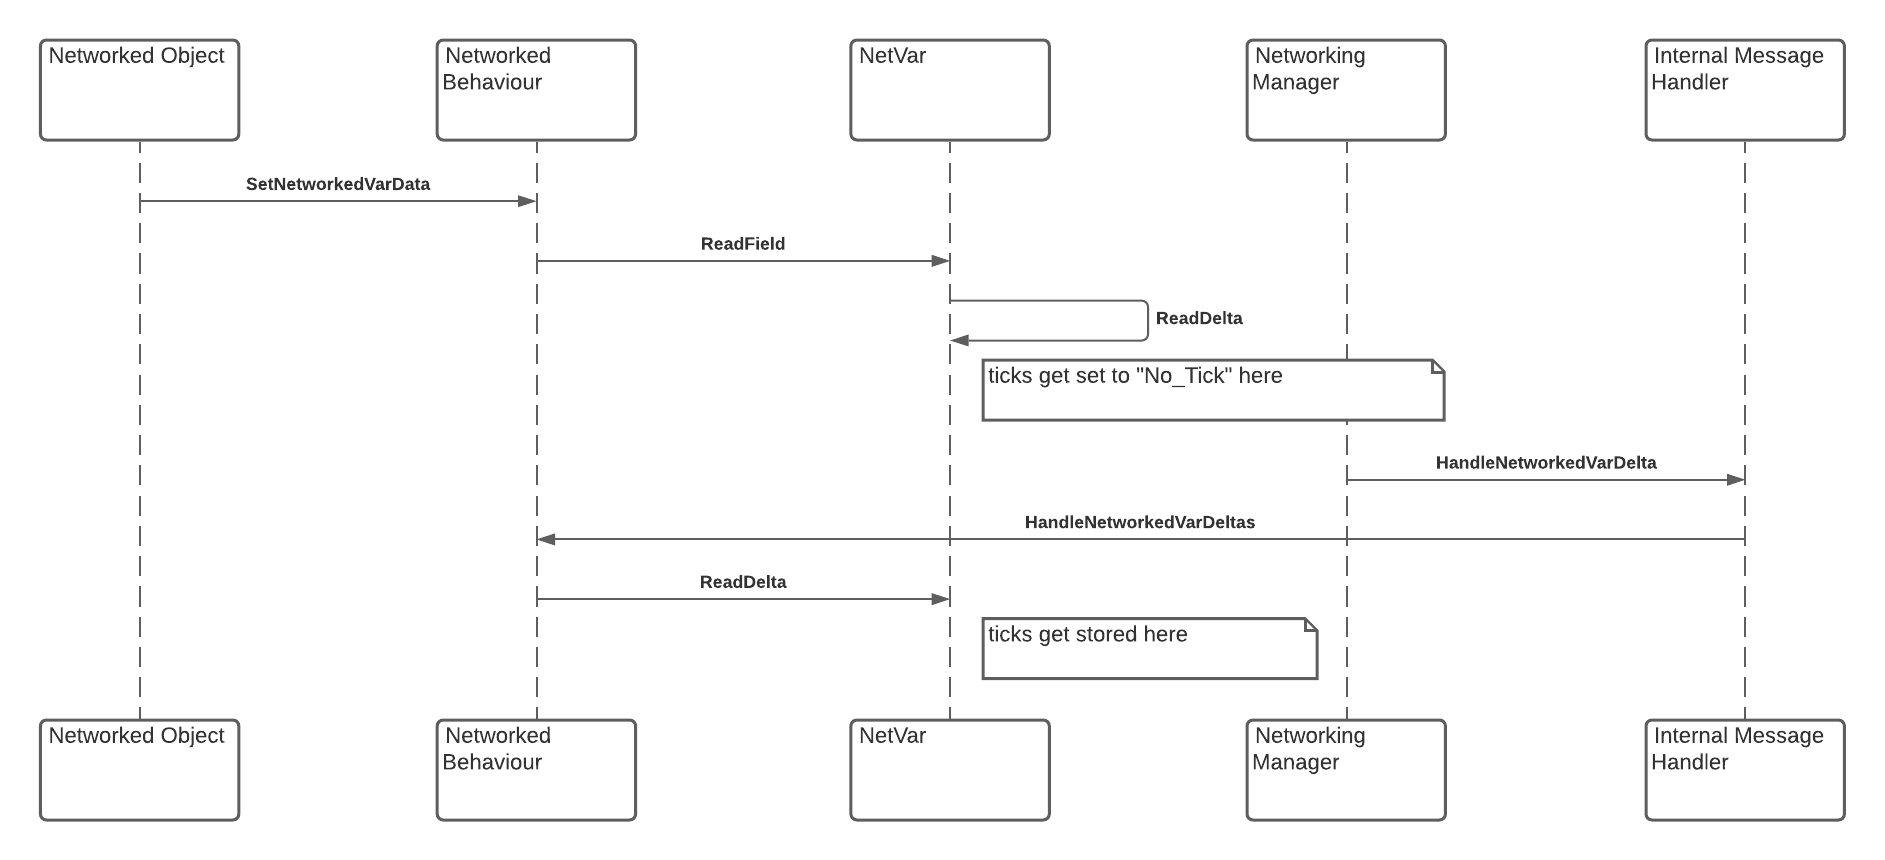 Networked Object
Networked
Behaviour
NetVar
Networking
Manager
Internal Message
Handler
SetNetworkedVarData
ReadField
ReadDelta
ticks get set to "No_Tick" here
HandleNetworkedVarDelta
HandleNetworkedVarDeltas
ReadDelta
ticks get stored here
Networked Object
Networked
Behaviour
NetVar
Networking
Manager
Internal Message
Handler